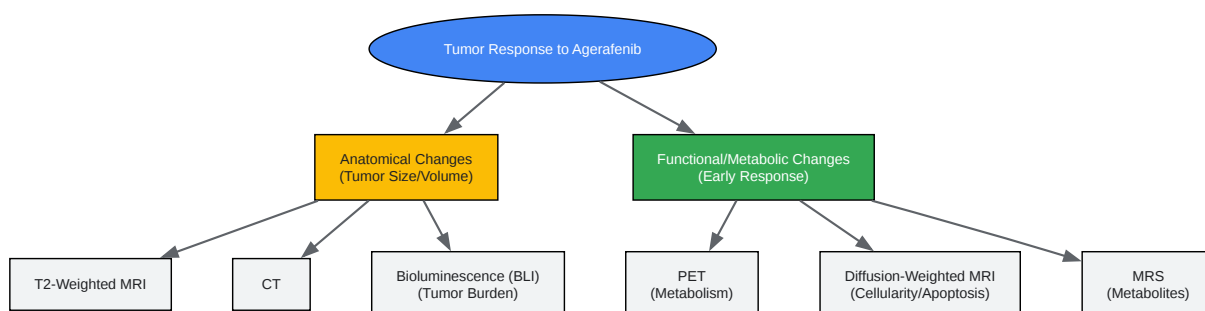 Tumor Response to Agerafenib
Anatomical Changes
(Tumor Size/Volume)
Functional/Metabolic Changes
(Early Response)
T2-Weighted MRI
CT
Bioluminescence (BLI)
(Tumor Burden)
PET
(Metabolism)
Diffusion-Weighted MRI
(Cellularity/Apoptosis)
MRS
(Metabolites)